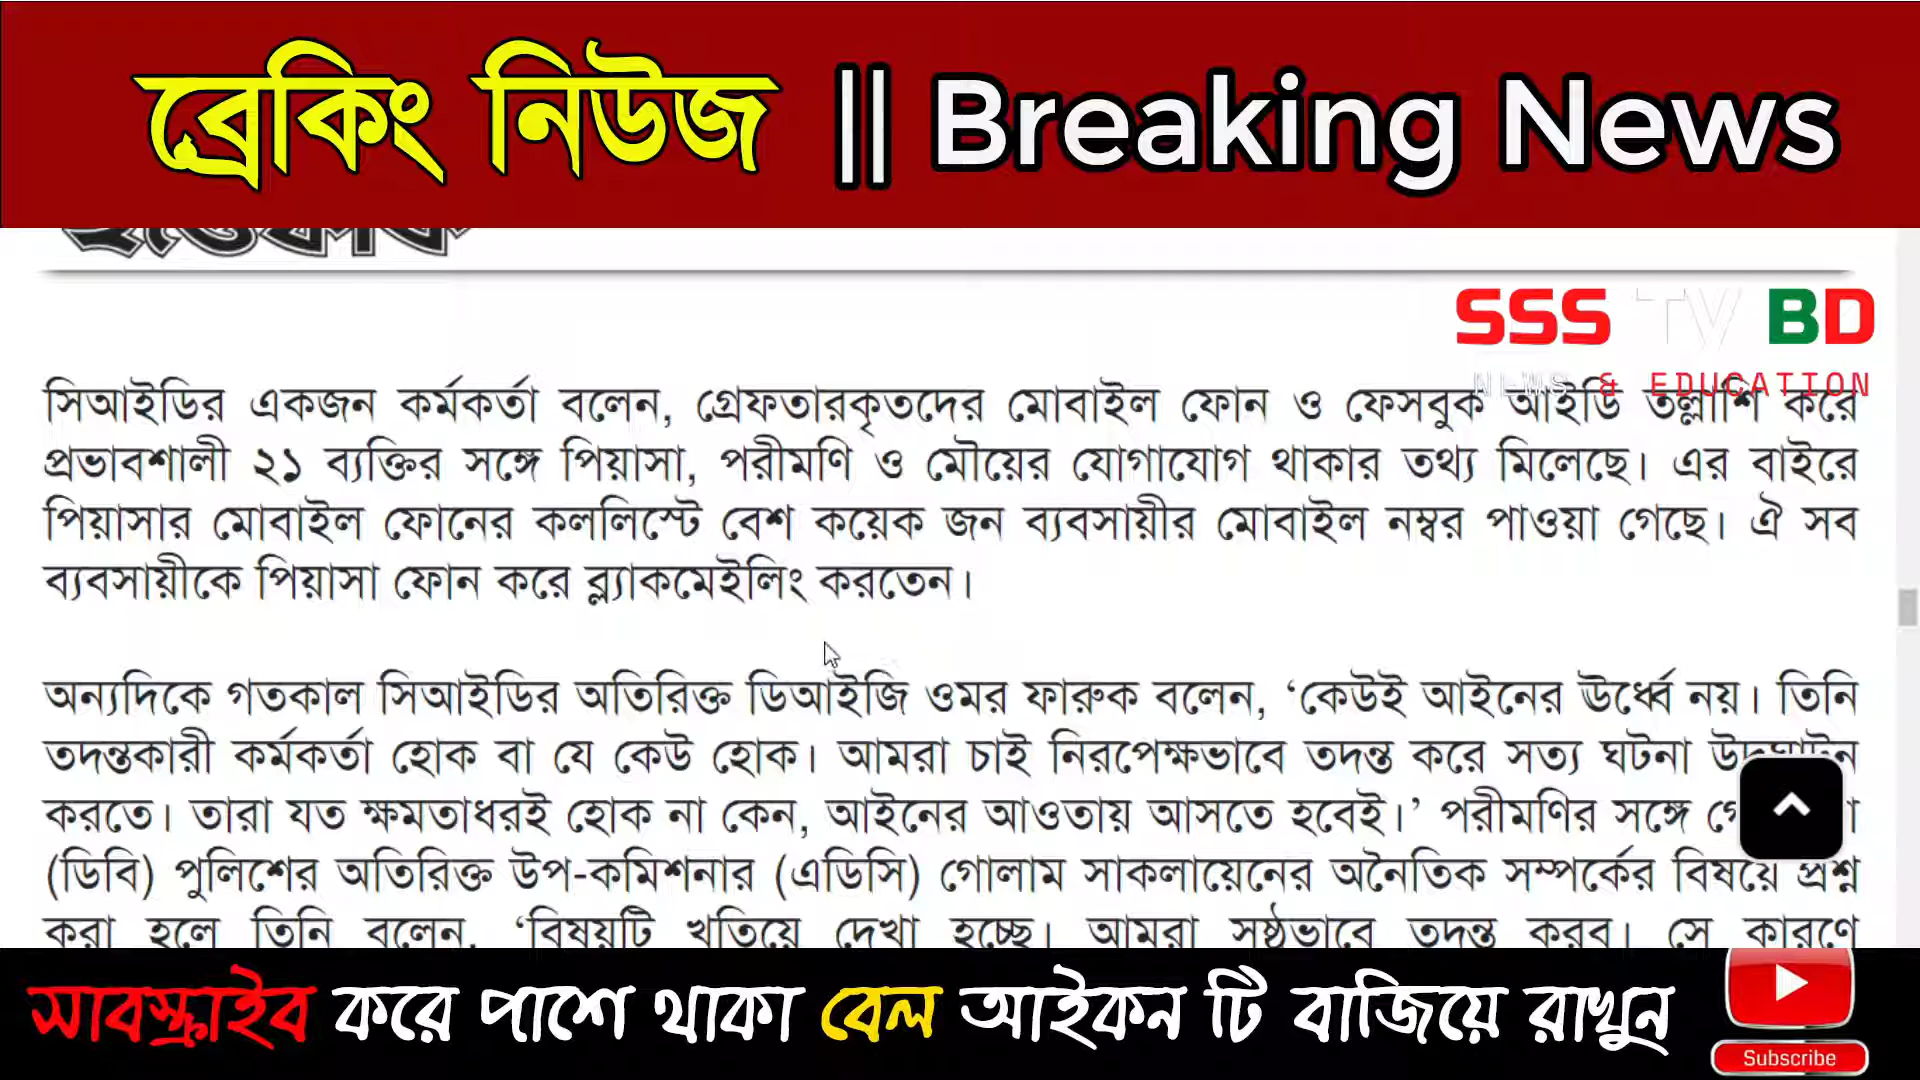 ব্রেকিং নিউজ || Breaking News
SSS TV BD
NEWS & EDUCATION
সিআইডির একজন কর্মকর্তা বলেন, গ্রেফতারকৃতদের মোবাইল ফোন ও ফেসবুক আইডি তল্লাশি করে
প্রভাবশালী ২১ ব্যক্তির সঙ্গে পিয়াসা, পরীমণি ও মৌয়ের যোগাযোগ থাকার তথ্য মিলেছে। এর বাইরে
পিয়াসার মোবাইল ফোনের কললিস্টে বেশ কয়েক জন ব্যবসায়ীর মোবাইল নম্বর পাওয়া গেছে। ঐ সব
ব্যবসায়ীকে পিয়াসা ফোন করে ব্ল্যাকমেইলিং করতেন।
অন্যদিকে গতকাল সিআইডির অতিরিক্ত ডিআইজি ওমর ফারুক বলেন, ‘কেউই আইনের ঊর্ধ্বে নয়। তিনি
তদন্তকারী কর্মকর্তা হোক বা যে কেউ হোক। আমরা চাই নিরপেক্ষভাবে তদন্ত করে সত্য ঘটনা উদঘাটন
করতে। তারা যত ক্ষমতাধরই হোক না কেন, আইনের আওতায় আসতে হবেই।’ পরীমণির সঙ্গে
(ডিবি) পুলিশের অতিরিক্ত উপ-কমিশনার (এডিসি) গোলাম সাকলায়েনের অনৈতিক সম্পর্কের বিষয়ে প্রশ্ন
করা হলে তিনি বলেন, ‘বিষয়টি খতিয়ে দেখা হচ্ছে। আমরা সুষ্ঠুভাবে তদন্ত করব। সে কারণে
সাবস্ক্রাইব করে পাশে থাকা বেল আইকন টি বাজিয়ে রাখুন
Subscribe